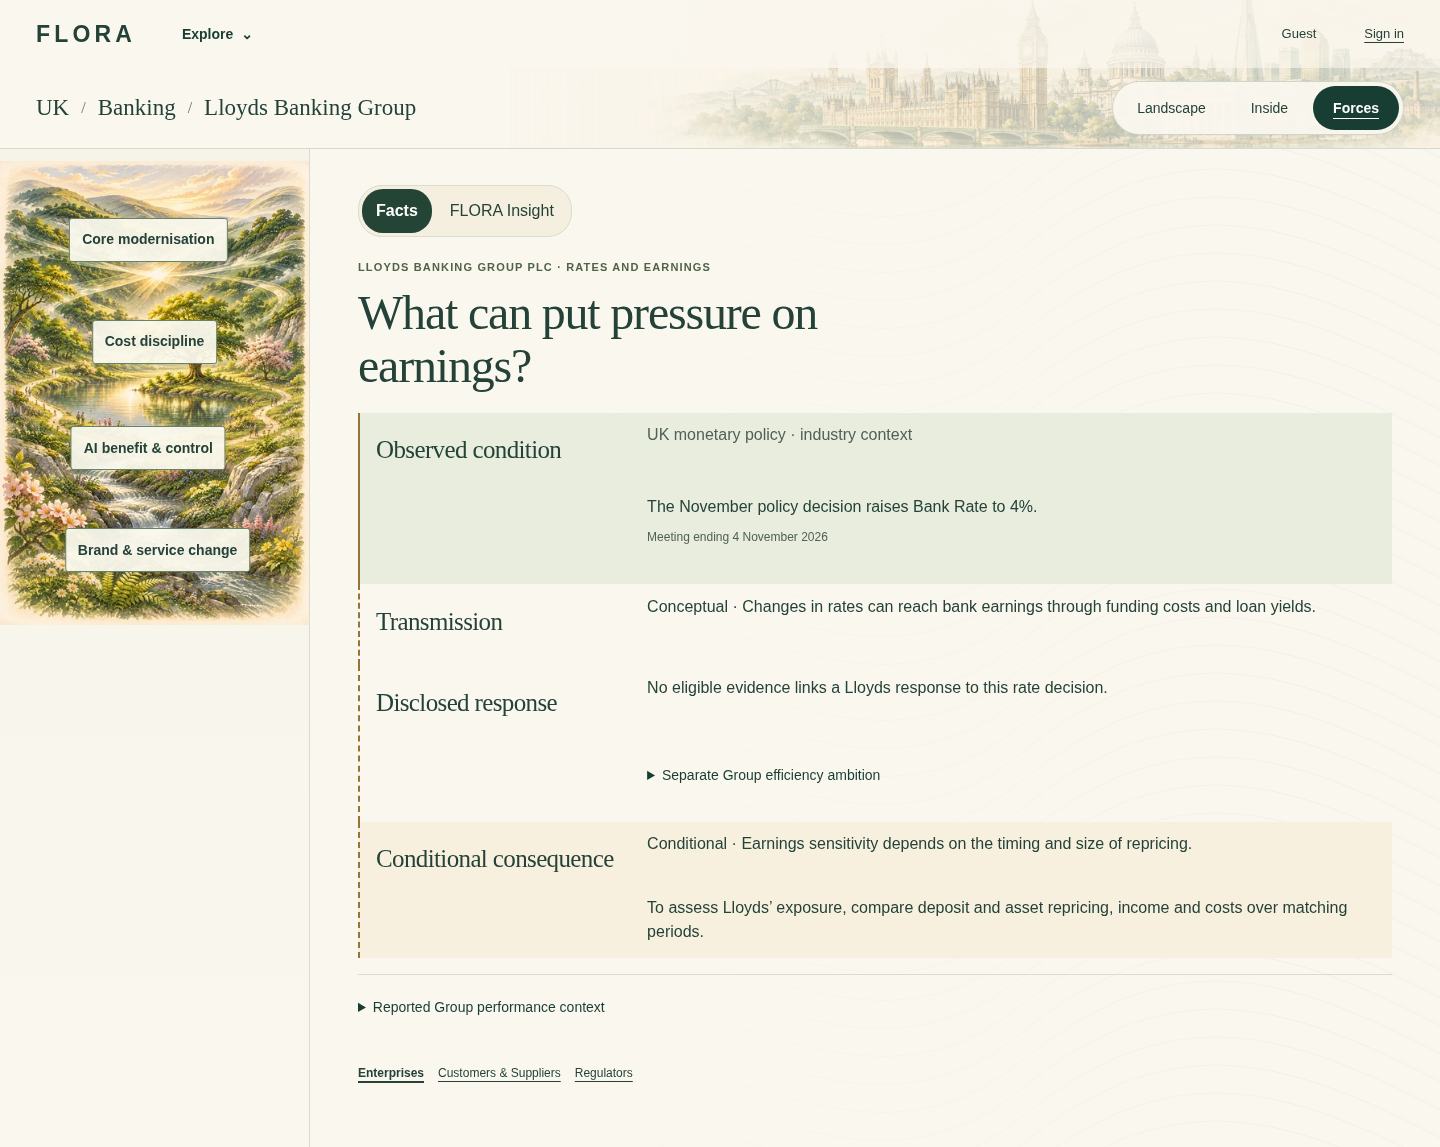 FLORA
Explore
Guest
Sign in
UK / Banking / Lloyds Banking Group
Landscape
Inside
Forces
Core modernisation
Cost discipline
AI benefit & control
Brand & service change
Facts
FLORA Insight
LLOYDS BANKING GROUP PLC · RATES AND EARNINGS
What can put pressure on
earnings?
Observed condition
UK monetary policy · industry context
The November policy decision raises Bank Rate to 4%.
Meeting ending 4 November 2026
Transmission
Conceptual · Changes in rates can reach bank earnings through funding costs and loan yields.
Disclosed response
No eligible evidence links a Lloyds response to this rate decision.
Separate Group efficiency ambition
Conditional consequence
Conditional · Earnings sensitivity depends on the timing and size of repricing.
To assess Lloyds’ exposure, compare deposit and asset repricing, income and costs over matching
periods.
Reported Group performance context
Enterprises
Customers & Suppliers
Regulators